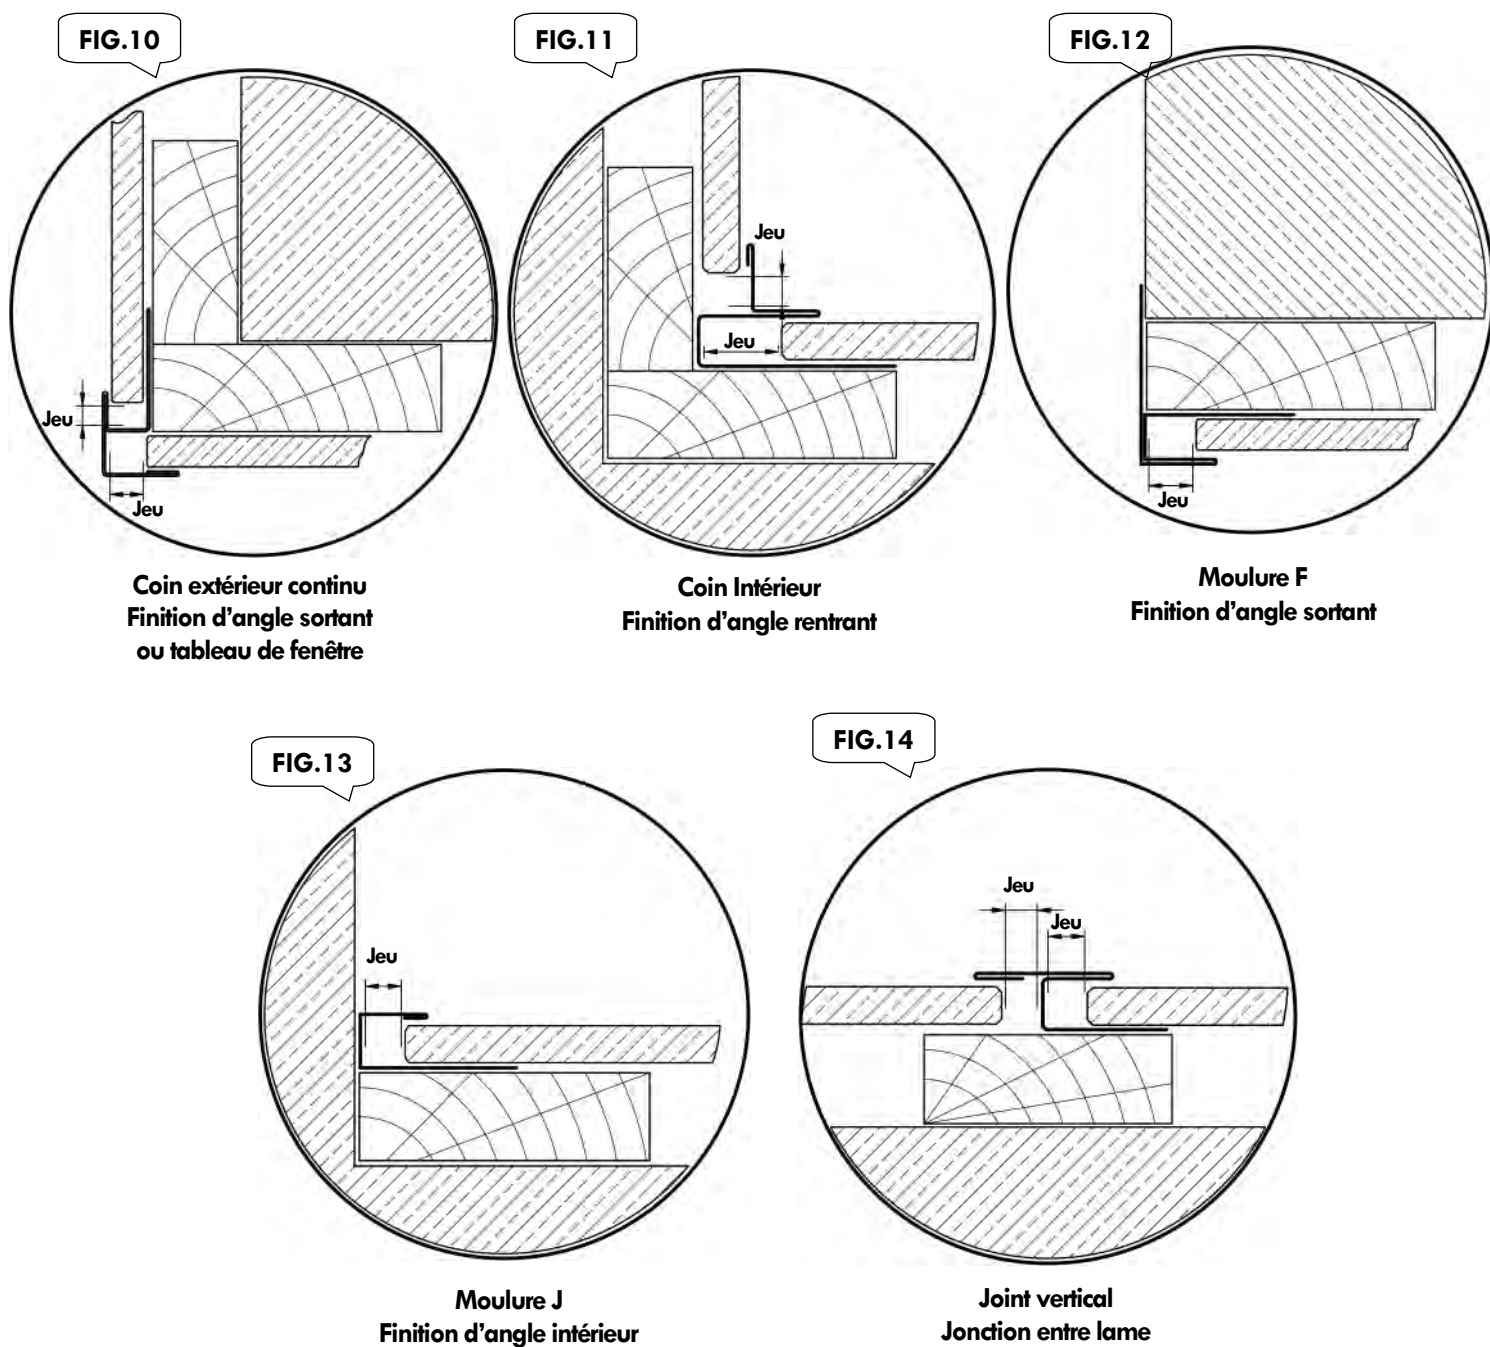 FIG.10
FIG.11
FIG.12
Jeu
Jeu
Jeu
Jeu
Jeu
Coin extérieur continu
Finition d'angle sortant
ou tableau de fenêtre
Coin Intérieur
Finition d'angle rentrant
Moulure F
Finition d'angle sortant
FIG.13
FIG.14
Jeu
Jeu
Jeu
Moulure J
Finition d'angle intérieur
Joint vertical
Jonction entre lame